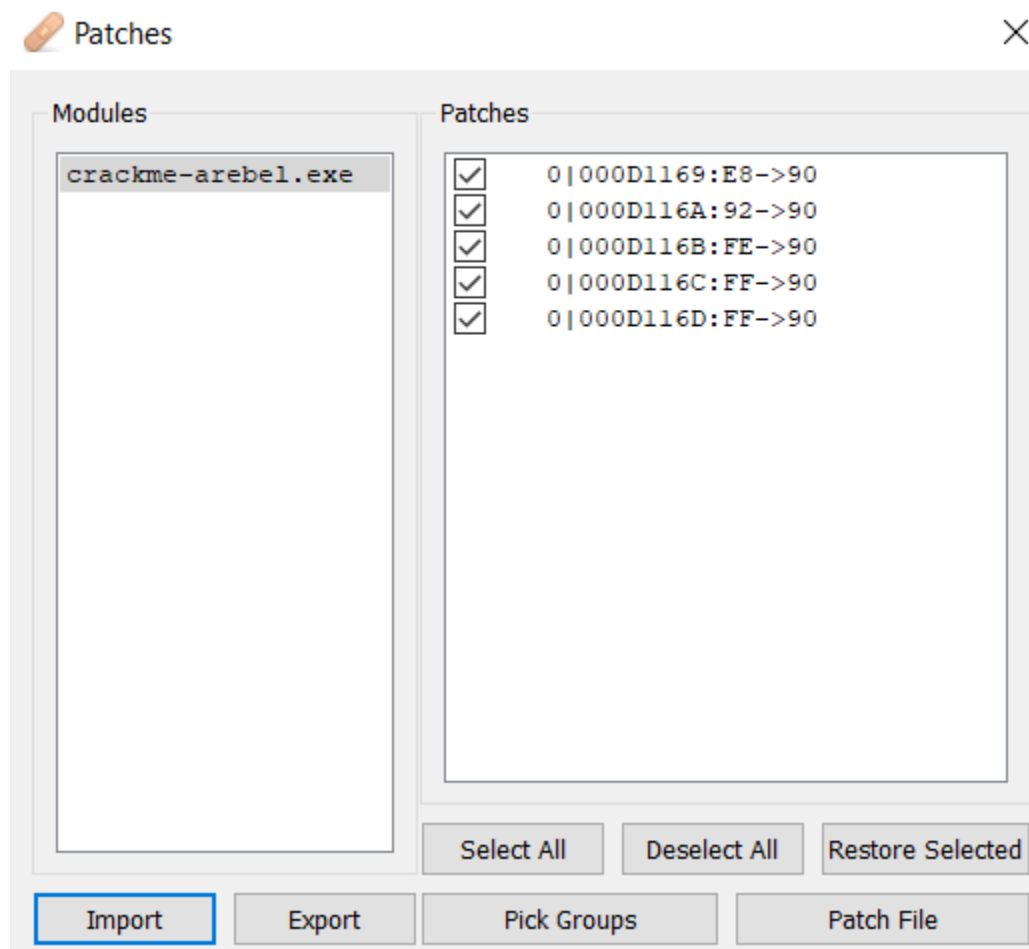 Patches
Modules
crackme-arebel.exe
Patches
0|000D1169:E8->90
0|000D116A:92->90
0|000D116B:FE->90
0|000D116C:FF->90
0|000D116D:FF->90
Select All
Deselect All
Restore Selected
Import
Export
Pick Groups
Patch File